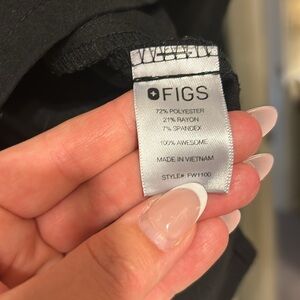 FIGS
72% POLYESTER
21% RAYON
7% SPANDEX
100% AWESOME
MADE IN VIETNAM
STYLE# FW1100